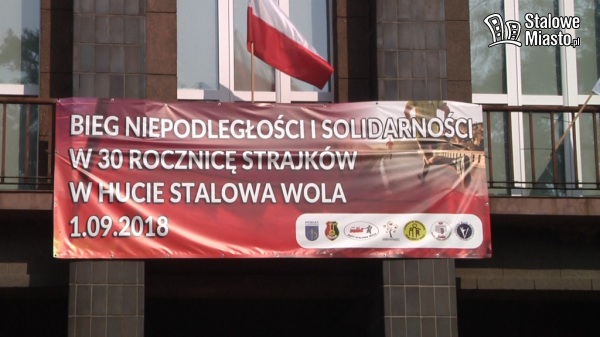 Stalowe
Miasto.pl
BIEG NIEPODLEGŁOŚCI I SOLIDARNOŚCI
W 30 ROCZNICĘ STRAJKÓW
W HUCIE STALOWA WOLA
1.09.2018